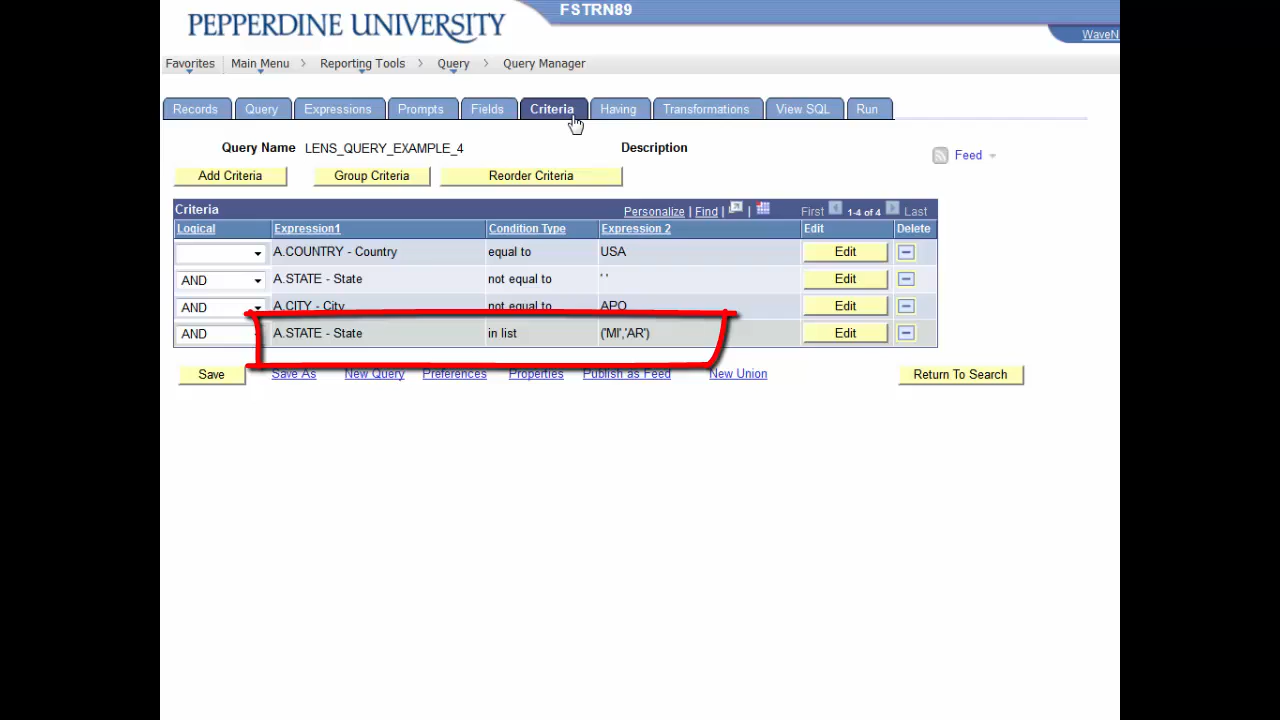 FSTRN89
PEPPERDINE UNIVERSITY
WaveN
Favorites Main Menu > Reporting Tools > Query > Query Manager
Records Query Expressions Prompts Fields Criteria Having Transformations View SQL Run
Query Name LENS_QUERY_EXAMPLE_4 Description
Feed
Add Criteria Group Criteria Reorder Criteria
Criteria Personalize | Find | | First 1-4 of 4 Last
Logical Expression1 Condition Type Expression 2 Edit Delete
A.COUNTRY - Country equal to USA Edit
AND A.STATE - State not equal to ' ' Edit
AND A.CITY - City not equal to APO Edit
AND A.STATE - State in list ('MI','AR') Edit
Save Save As New Query Preferences Properties Publish as Feed New Union Return To Search